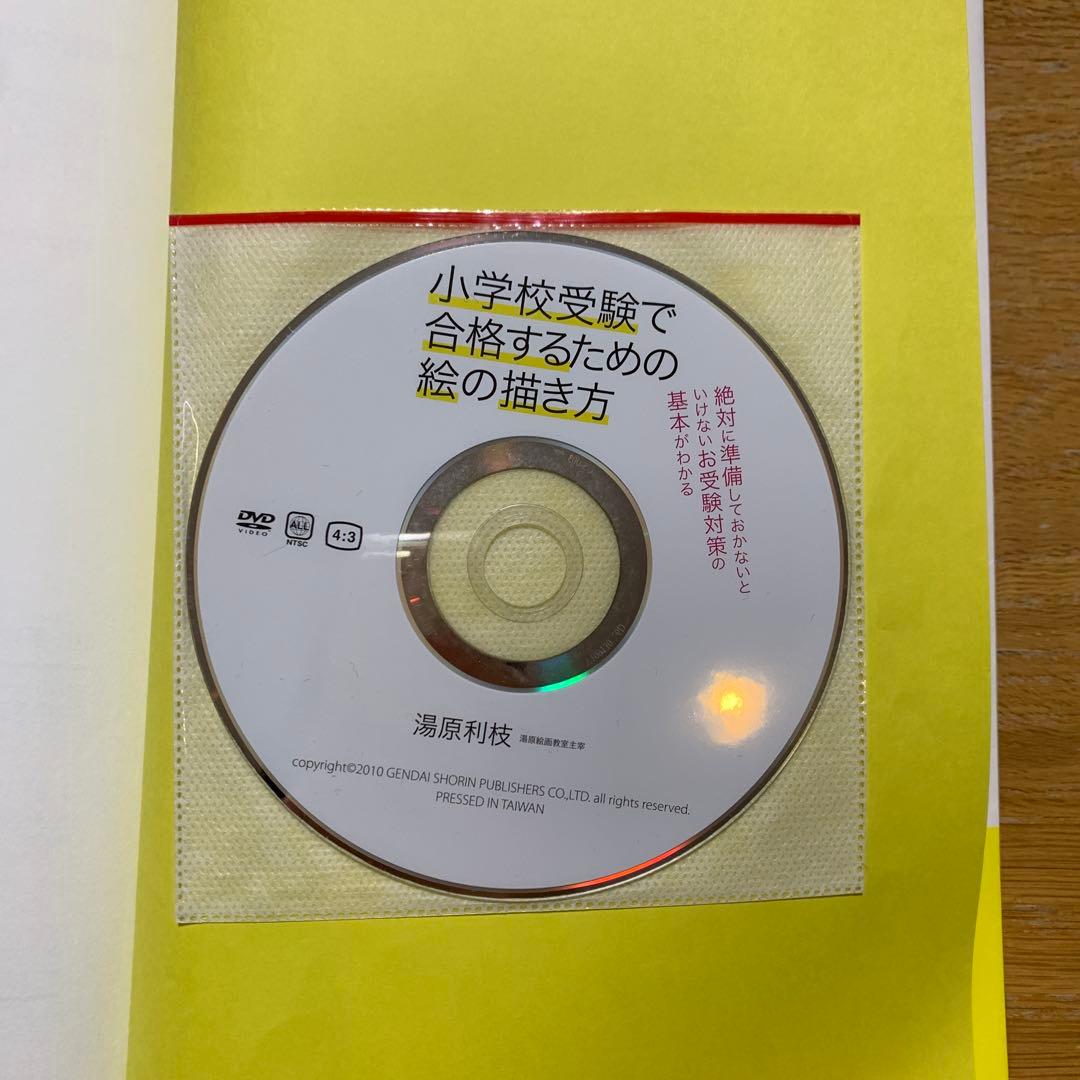 小学校受験で
合格するための
絵の描き方
絶対に準備しておかないと
いけないお受験対策の
基本がわかる
DVD
VIDEO
ALL
NTSC
4:3
湯原利枝 湯原絵画教室主宰
copyright©2010 GENDAI SHORIN PUBLISHERS CO.,LTD. all rights reserved.
PRESSED IN TAIWAN